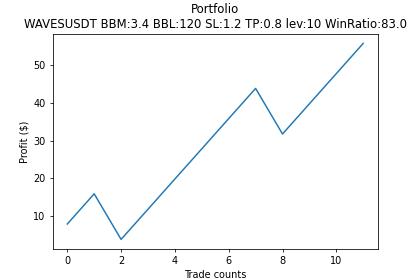 Portfolio
WAVESUSDT BBM:3.4 BBL:120 SL:1.2 TP:0.8 lev:10 WinRatio:83.0
50
40
30
20
10
Profit ($)
0 2 4 6 8 10
Trade counts